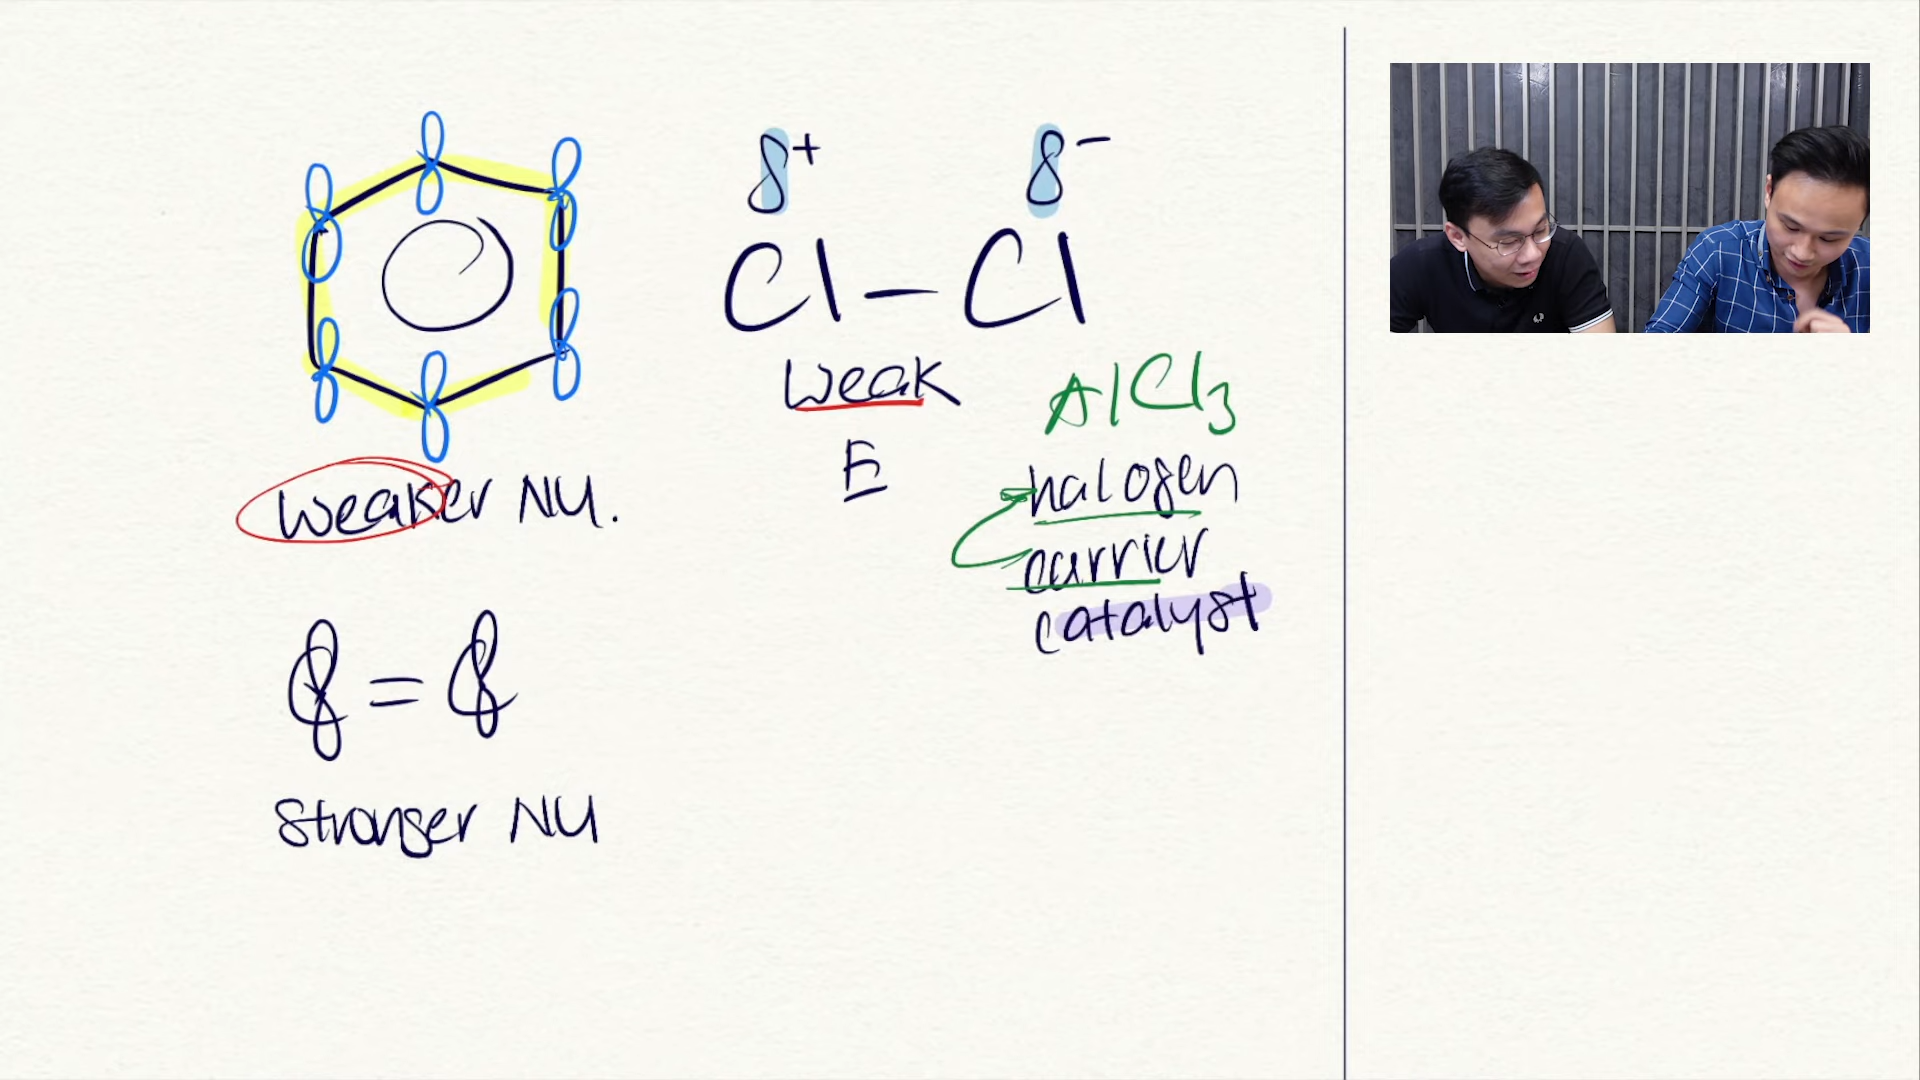 δ+ δ-
Cl – Cl
weak
E
AlCl3
halogen
carrier
catalyst
weaker NU.
=
Stronger NU